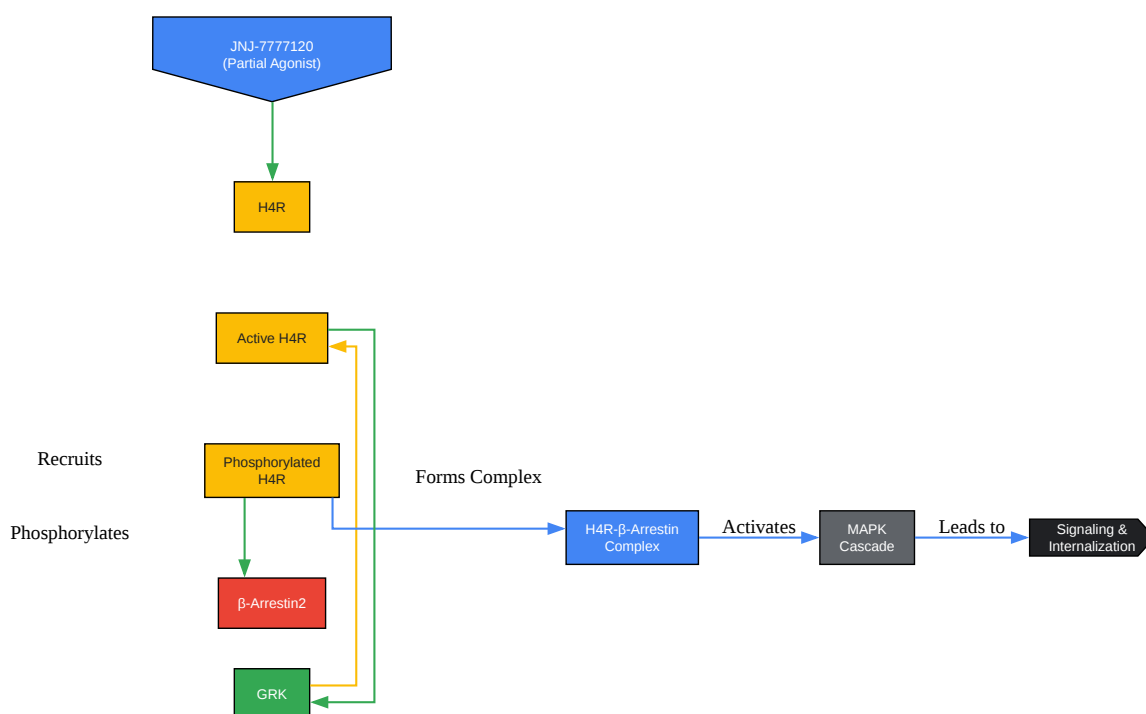 JNJ-7777120
(Partial Agonist)
H4R
Active H4R
Recruits
Phosphorylated
H4R
Forms Complex
Phosphorylates
H4R-β-Arrestin
Complex
Activates
MAPK
Cascade
Leads to
Signaling &
Internalization
β-Arrestin2
GRK